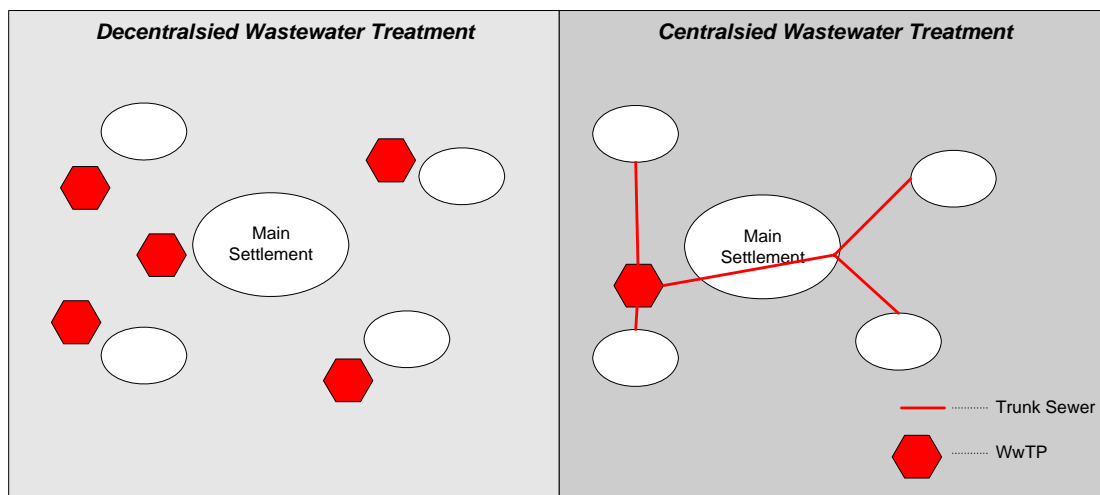 Decentralsied Wastewater Treatment
Centralsied Wastewater Treatment
Main
Settlement
Main
Settlement
Trunk Sewer
WwTP